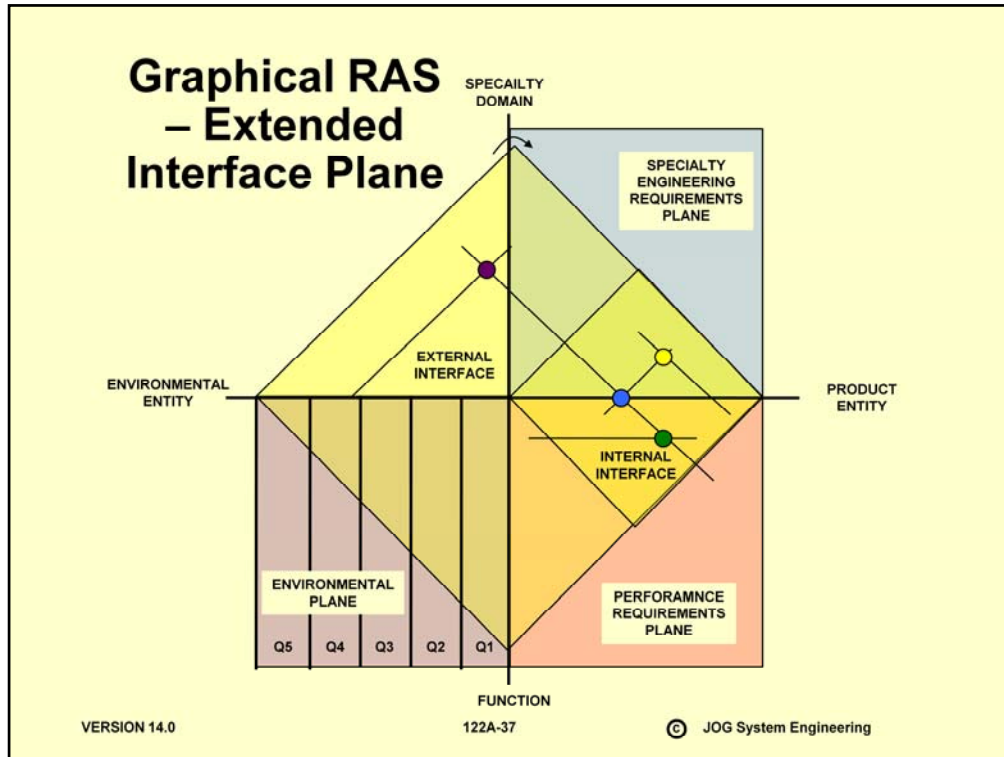 Graphical RAS
– Extended
Interface Plane
SPECAILTY
DOMAIN
SPECIALTY
ENGINEERING
REQUIREMENTS
PLANE
EXTERNAL
INTERFACE
ENVIRONMENTAL
ENTITY
PRODUCT
ENTITY
INTERNAL
INTERFACE
ENVIRONMENTAL
PLANE
PERFORAMNCE
REQUIREMENTS
PLANE
Q5
Q4
Q3
Q2
Q1
FUNCTION
VERSION 14.0
122A-37
© JOG System Engineering